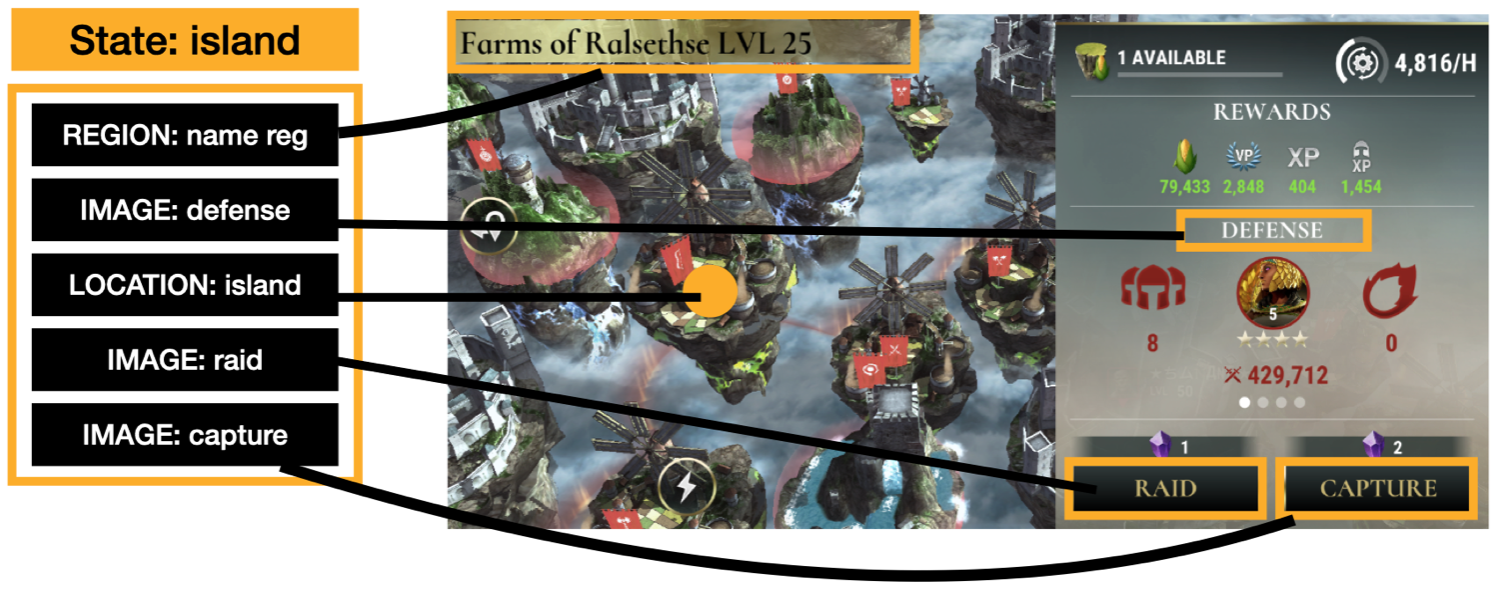 State: island
REGION: name reg
IMAGE: defense
LOCATION: island
IMAGE: raid
IMAGE: capture
Farms of Ralsethse LVL 25
1 AVAILABLE
4,816/H
REWARDS
VP XP XP
79,433 2,848 404 1,454
DEFENSE
5
8 0
429,712
1 2
RAID CAPTURE